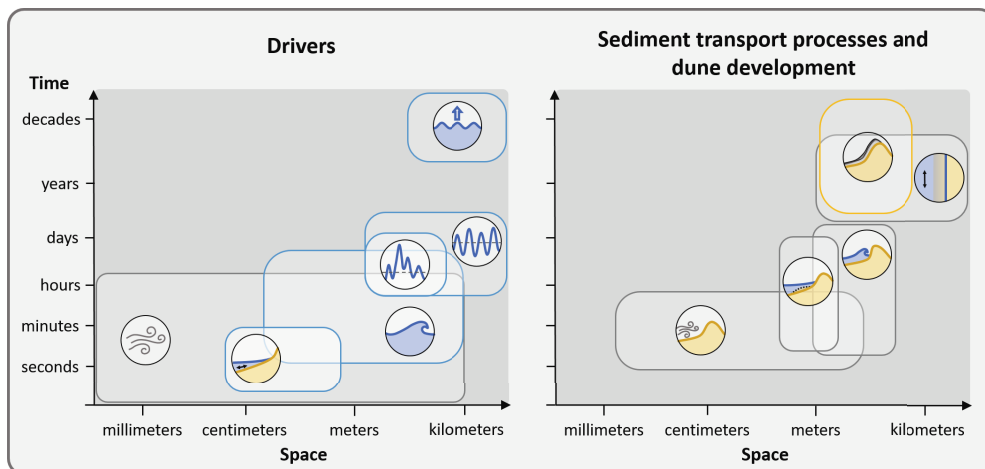 Drivers
Sediment transport processes and
dune development
Time
decades
years
days
hours
minutes
seconds
millimeters
centimeters
meters
kilometers
Space
millimeters
centimeters
meters
kilometers
Space